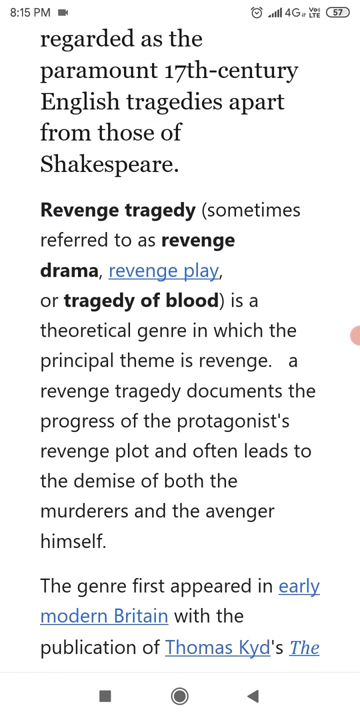 8:15 PM 4G Vo LTE 57
regarded as the
paramount 17th-century
English tragedies apart
from those of
Shakespeare.
Revenge tragedy (sometimes
referred to as revenge
drama, revenge play,
or tragedy of blood) is a
theoretical genre in which the
principal theme is revenge.   a
revenge tragedy documents the
progress of the protagonist's
revenge plot and often leads to
the demise of both the
murderers and the avenger
himself.
The genre first appeared in early
modern Britain with the
publication of Thomas Kyd's The